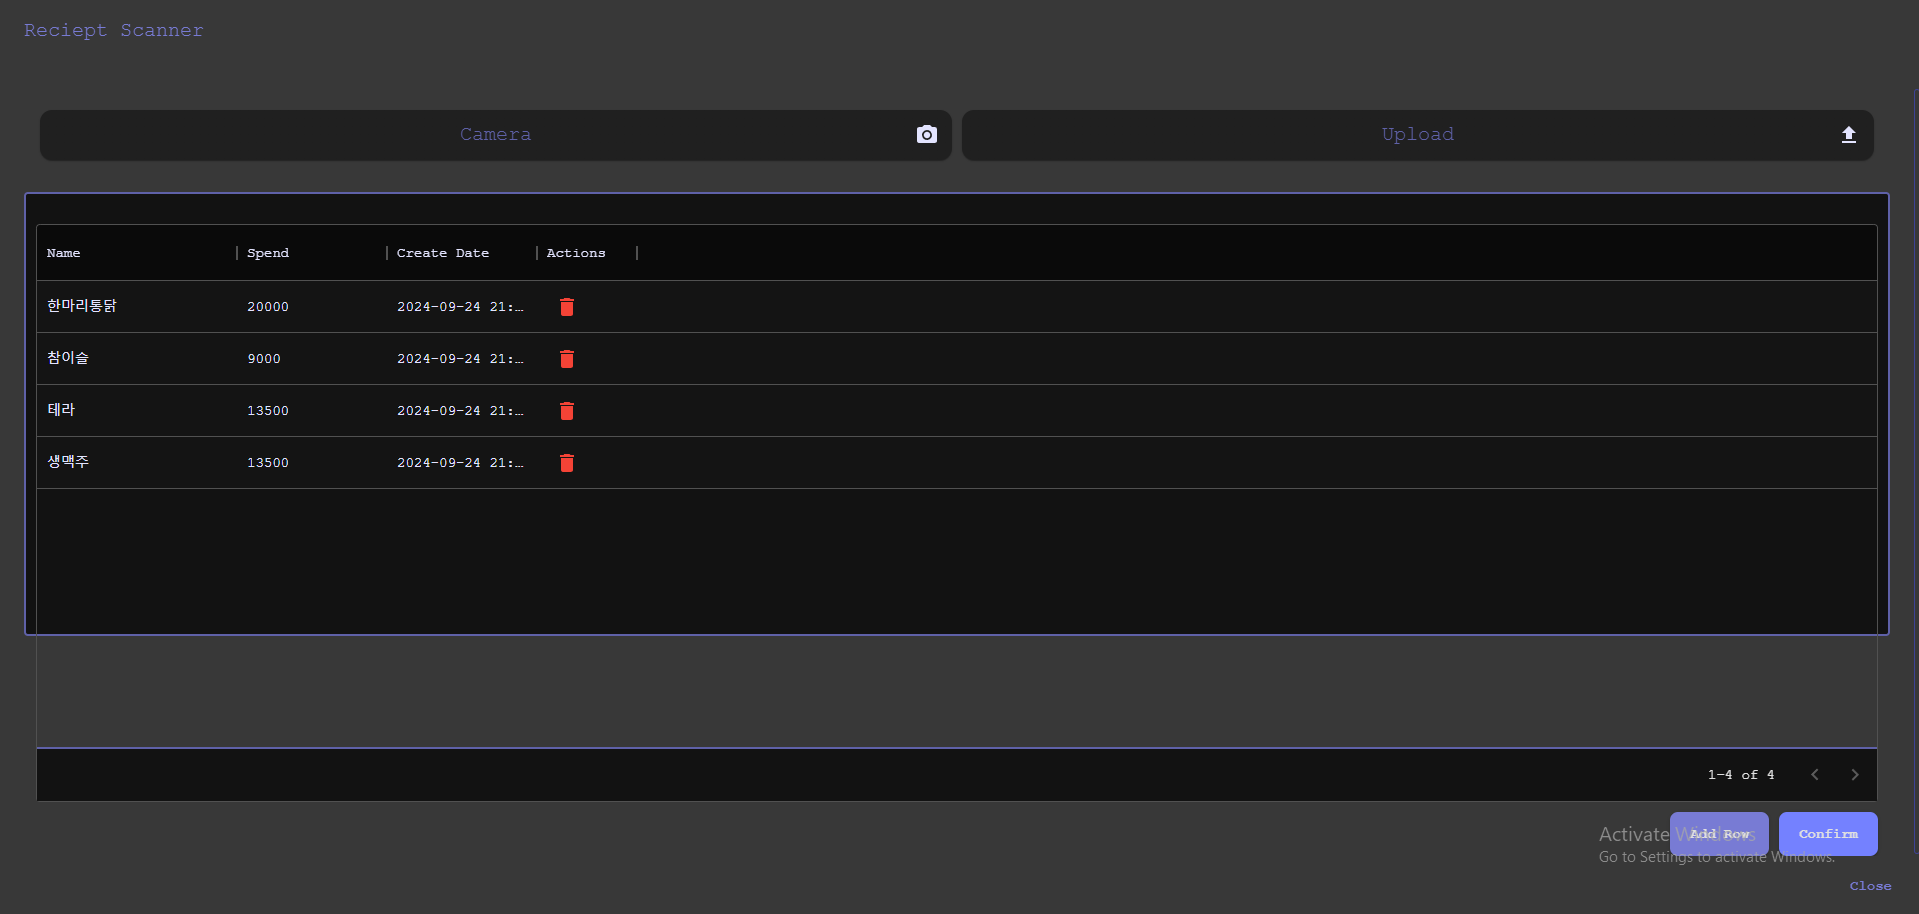 Reciept Scanner
Camera
Upload
Name | Spend | Create Date | Actions |
한마리통닭 20000 2024-09-24 21:…
참이슬 9000 2024-09-24 21:…
테라 13500 2024-09-24 21:…
생맥주 13500 2024-09-24 21:…
1-4 of 4
Add Row
Confirm
Activate Windows
Go to Settings to activate Windows.
Close